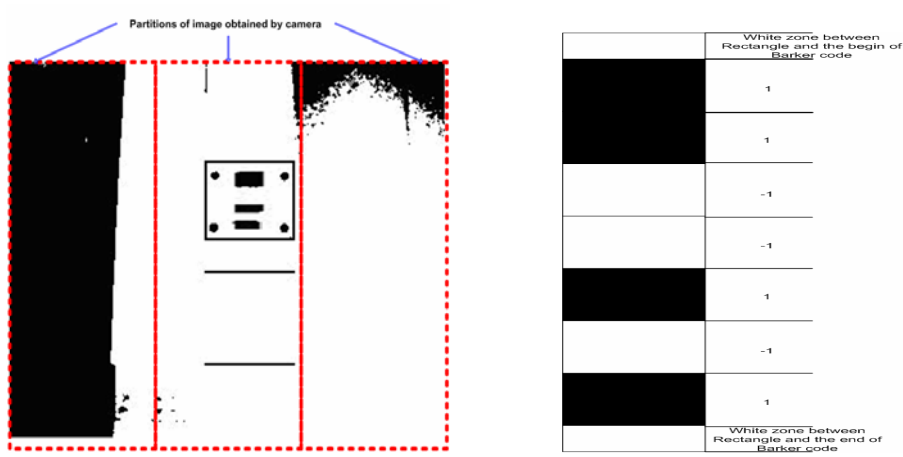 Partitions of image obtained by camera
White zone between
Rectangle and the begin of
Barker code
1
1
-1
-1
1
-1
1
White zone between
Rectangle and the end of
Barker code